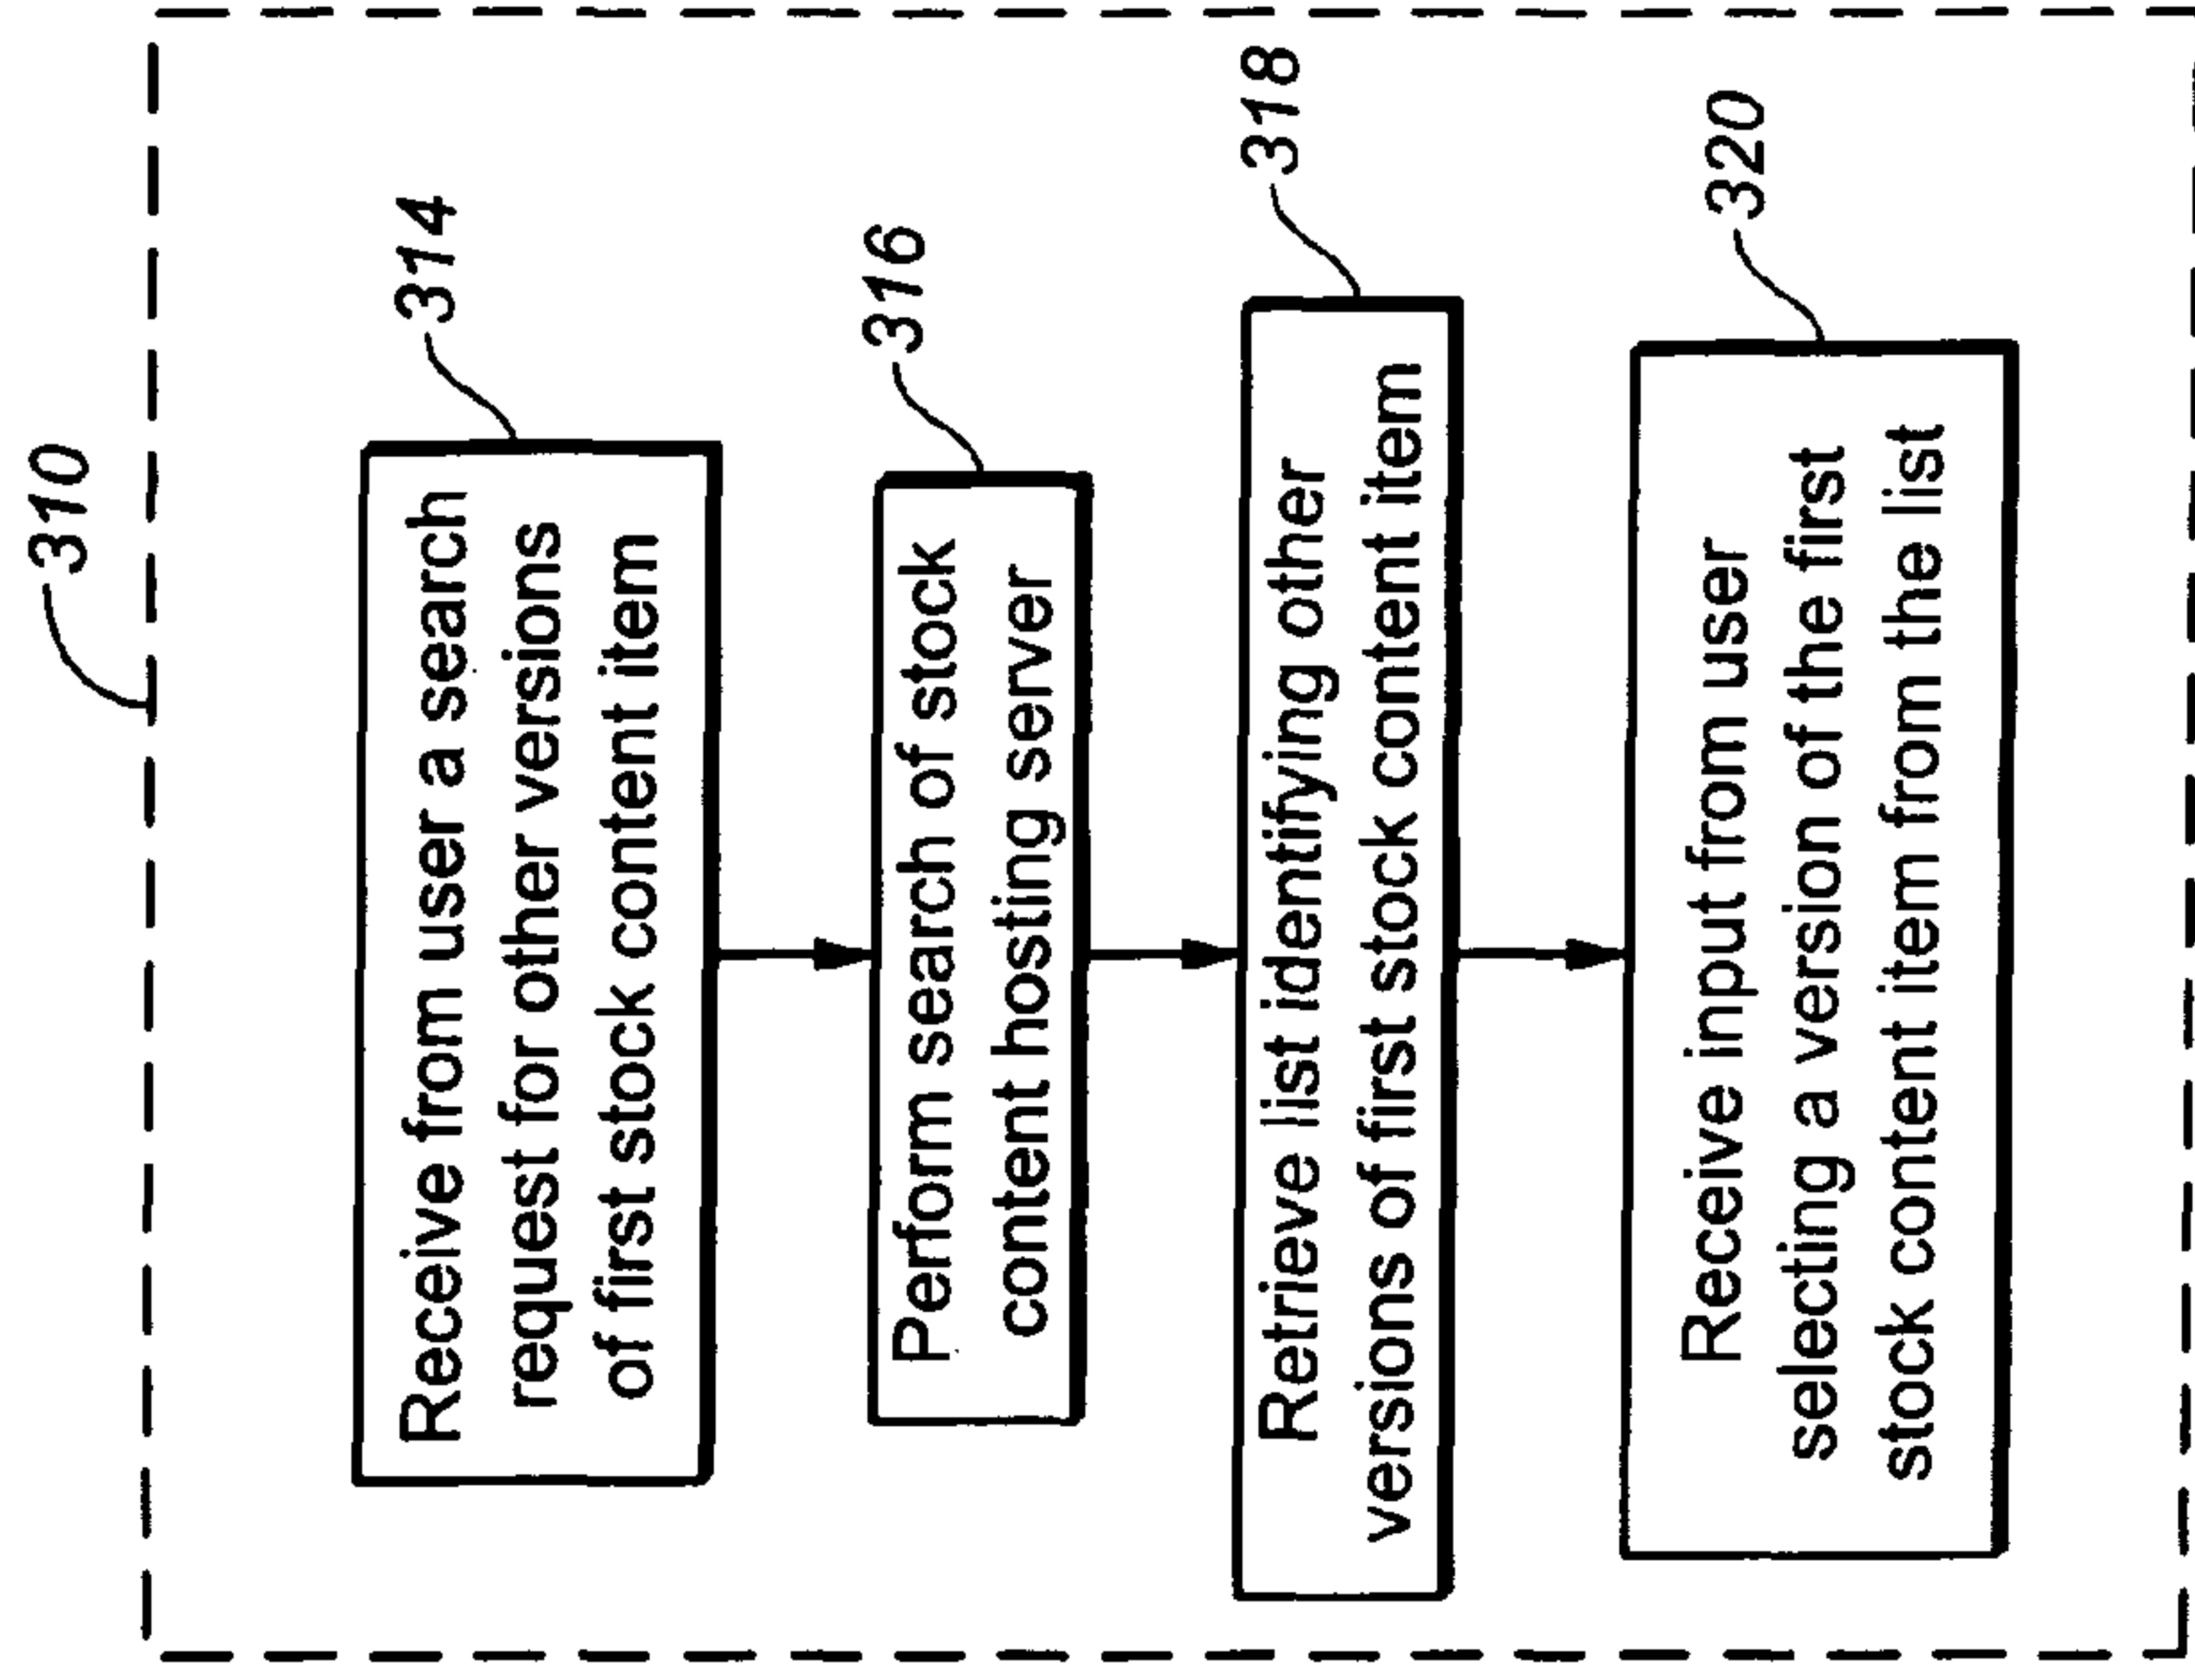 310
314
Receive from user a search
request for other versions
of first stock content item
316
Perform search of stock
content hosting server
318
Retrieve list identifying other
versions of first stock content item
320
Receive input from user
selecting a version of the first
stock content item from the list